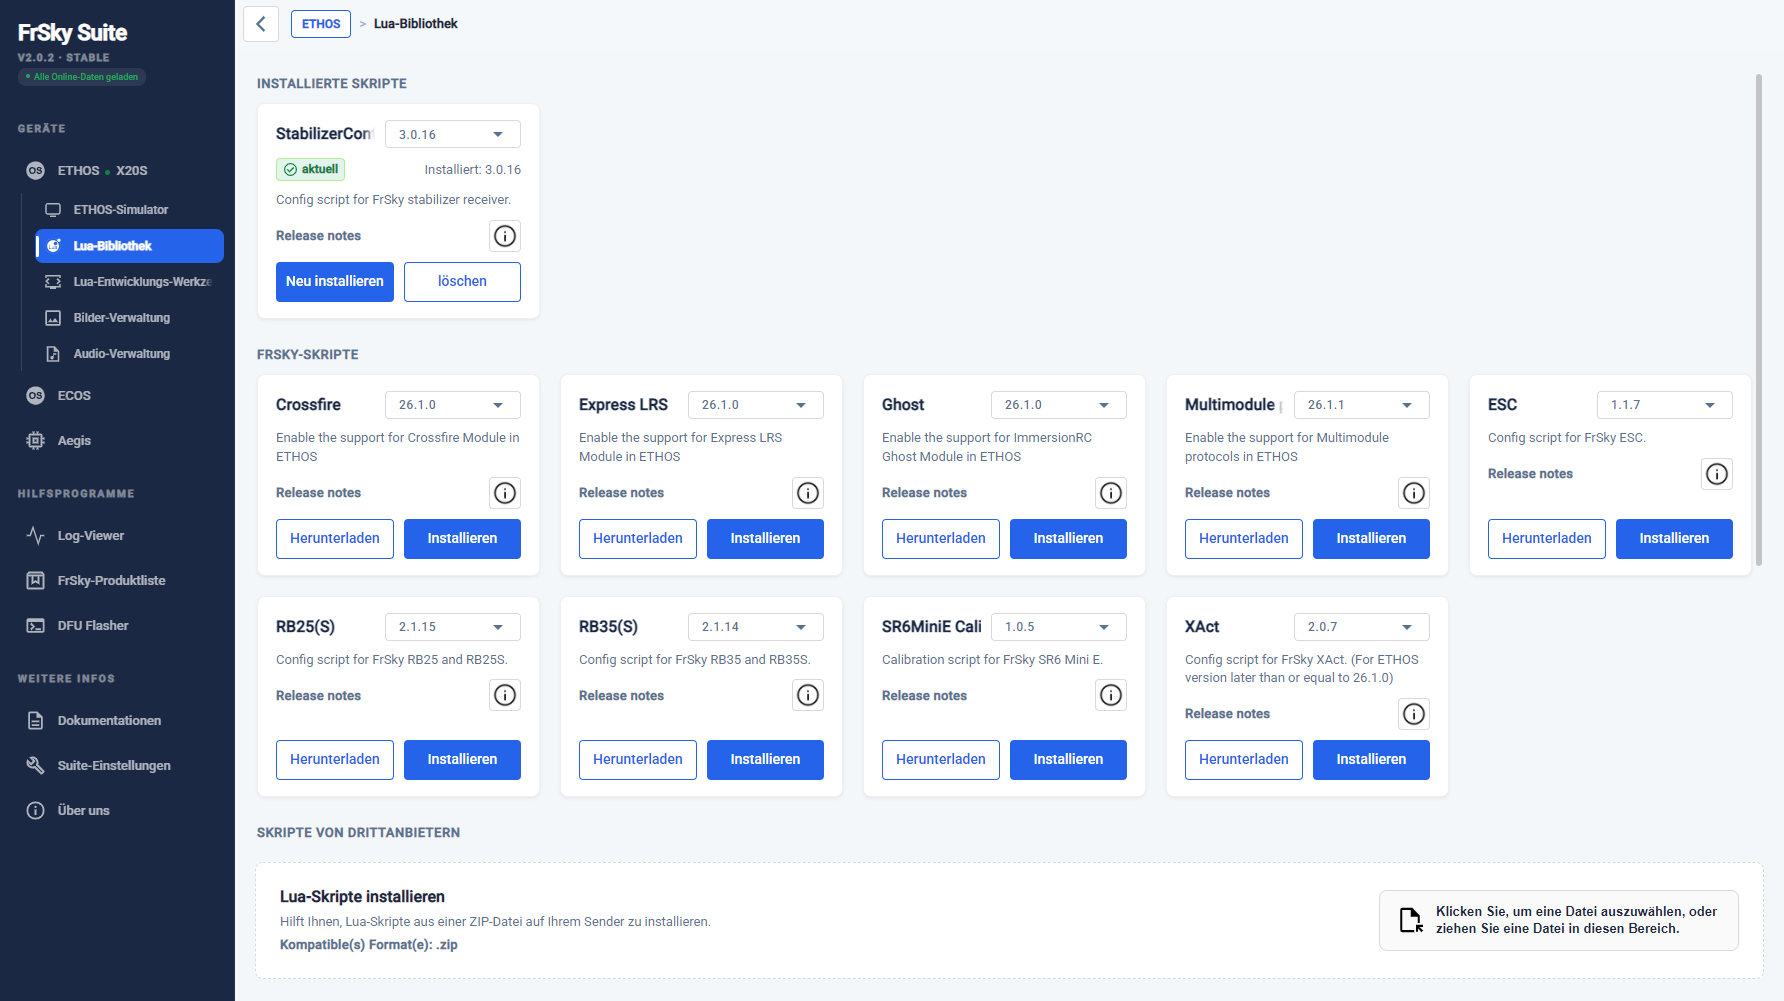 FrSky Suite
V2.0.2 · STABLE
• Alle Online-Daten geladen
GERÄTE
OS ETHOS • X20S
ETHOS-Simulator
Lua-Bibliothek
Lua-Entwicklungs-Werkze
Bilder-Verwaltung
Audio-Verwaltung
OS ECOS
Aegis
HILFSPROGRAMME
Log-Viewer
FrSky-Produktliste
DFU Flasher
WEITERE INFOS
Dokumentationen
Suite-Einstellungen
Über uns
ETHOS > Lua-Bibliothek
INSTALLIERTE SKRIPTE
StabilizerCon 3.0.16
aktuell Installiert: 3.0.16
Config script for FrSky stabilizer receiver.
Release notes
Neu installieren löschen
FRSKY-SKRIPTE
Crossfire 26.1.0
Enable the support for Crossfire Module in
ETHOS
Release notes
Herunterladen Installieren
Express LRS 26.1.0
Enable the support for Express LRS
Module in ETHOS
Release notes
Herunterladen Installieren
Ghost 26.1.0
Enable the support for ImmersionRC
Ghost Module in ETHOS
Release notes
Herunterladen Installieren
Multimodule 26.1.1
Enable the support for Multimodule
protocols in ETHOS
Release notes
Herunterladen Installieren
ESC 1.1.7
Config script for FrSky ESC.
Release notes
Herunterladen Installieren
RB25(S) 2.1.15
Config script for FrSky RB25 and RB25S.
Release notes
Herunterladen Installieren
RB35(S) 2.1.14
Config script for FrSky RB35 and RB35S.
Release notes
Herunterladen Installieren
SR6MiniE Cali 1.0.5
Calibration script for FrSky SR6 Mini E.
Release notes
Herunterladen Installieren
XAct 2.0.7
Config script for FrSky XAct. (For ETHOS
version later than or equal to 26.1.0)
Release notes
Herunterladen Installieren
SKRIPTE VON DRITTANBIETERN
Lua-Skripte installieren
Hilft Ihnen, Lua-Skripte aus einer ZIP-Datei auf Ihrem Sender zu installieren.
Kompatible(s) Format(e): .zip
Klicken Sie, um eine Datei auszuwählen, oder
ziehen Sie eine Datei in diesen Bereich.